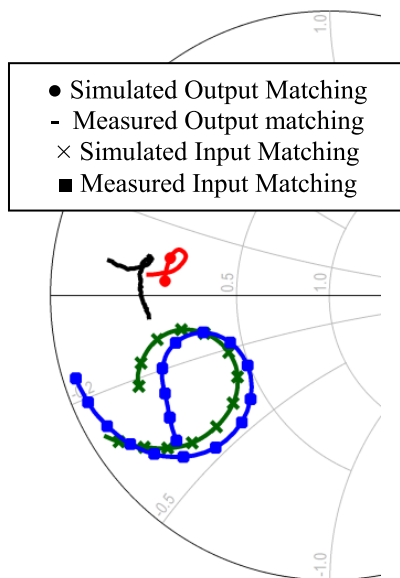 1.0
● Simulated Output Matching
- Measured Output matching
× Simulated Input Matching
■ Measured Input Matching
0.5
1.0
-0.2
-0.5
-1.0